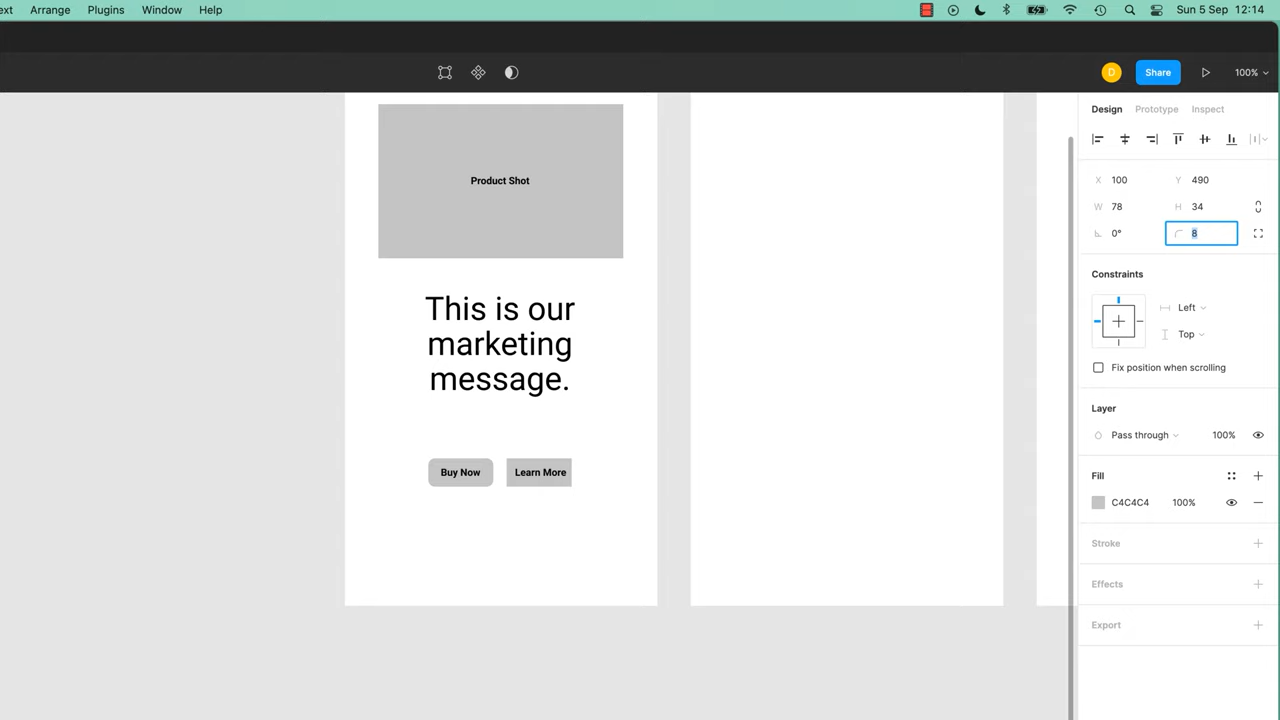 ext Arrange Plugins Window Help Sun 5 Sep 12:14
D Share 100%
Design Prototype Inspect
X 100 Y 490
W 78 H 34
0° 8
Constraints
Left
Top
Fix position when scrolling
Layer
Pass through 100%
Fill
C4C4C4 100%
Stroke
Effects
Export
Product Shot
This is our
marketing
message.
Buy Now Learn More